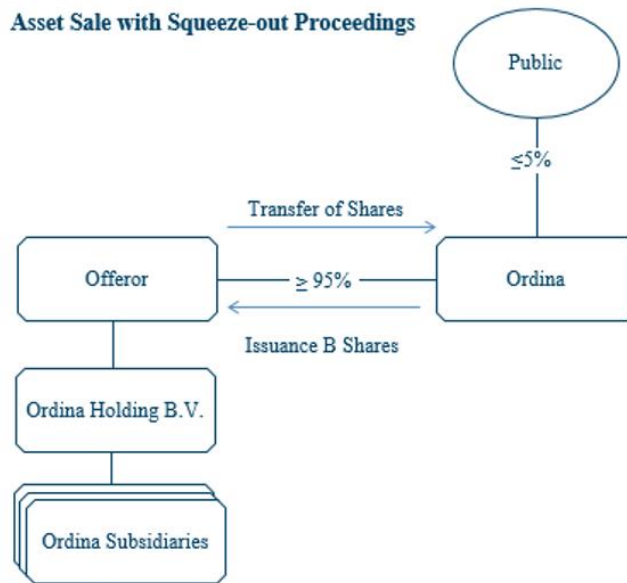 Asset Sale with Squeeze-out Proceedings
Public
≤5%
Transfer of Shares
Offeror
≥ 95%
Ordina
Issuance B Shares
Ordina Holding B.V.
Ordina Subsidiaries